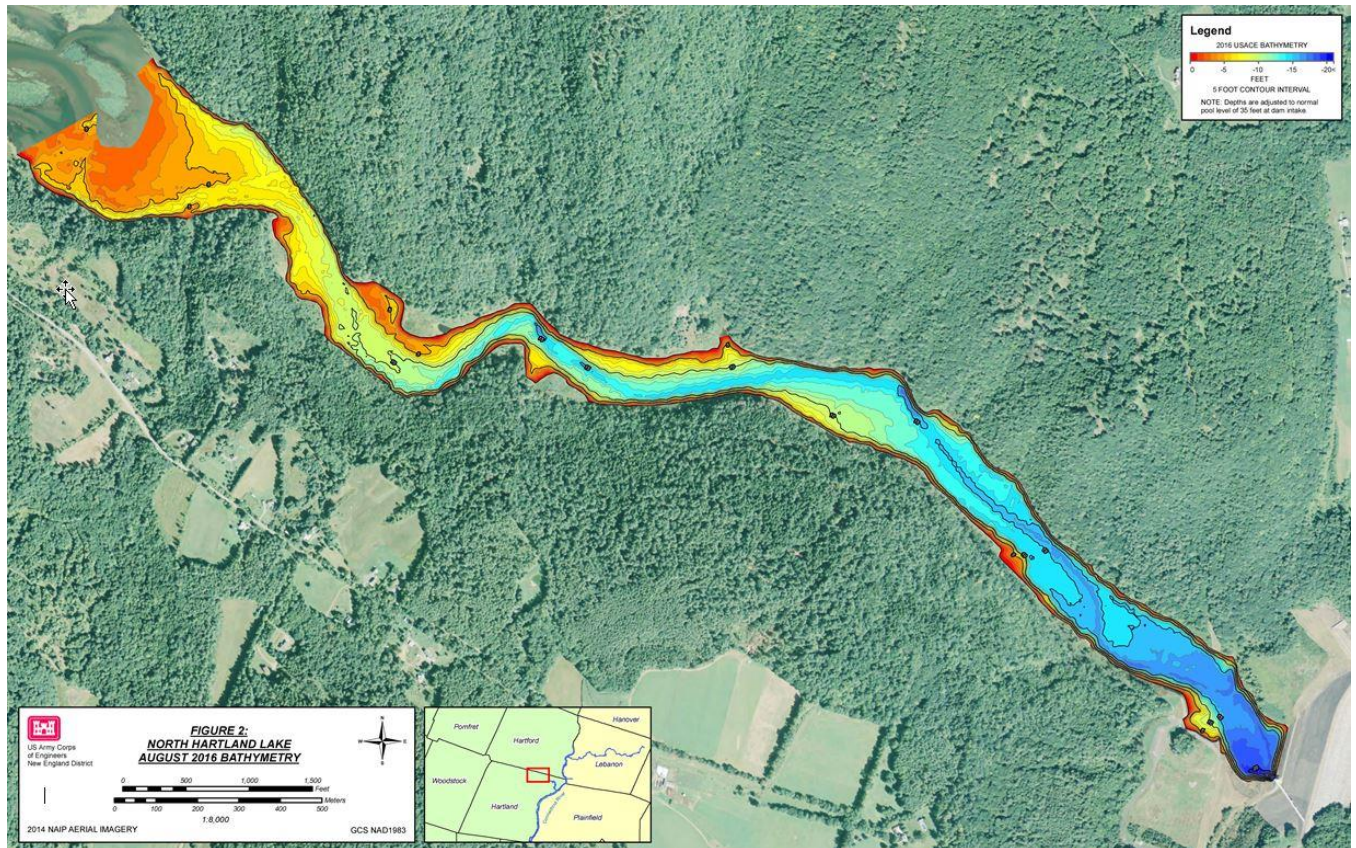 Legend
2016 USACE BATHYMETRY
0 -5 -10 -15 -20<
FEET
5 FOOT CONTOUR INTERVAL
NOTE: Depths are adjusted to normal
pool level of 35 feet at dam intake.
US Army Corps
of Engineers
New England District
FIGURE 2:
NORTH HARTLAND LAKE
AUGUST 2016 BATHYMETRY
N
W E
S
0 500 1,000 1,500
Feet
Meters
0 100 200 300 400 500
1:8,000
2014 NAIP AERIAL IMAGERY
GCS NAD1983
Pomfret
Hartford
Hanover
Lebanon
Woodstock
Hartland
Plainfield